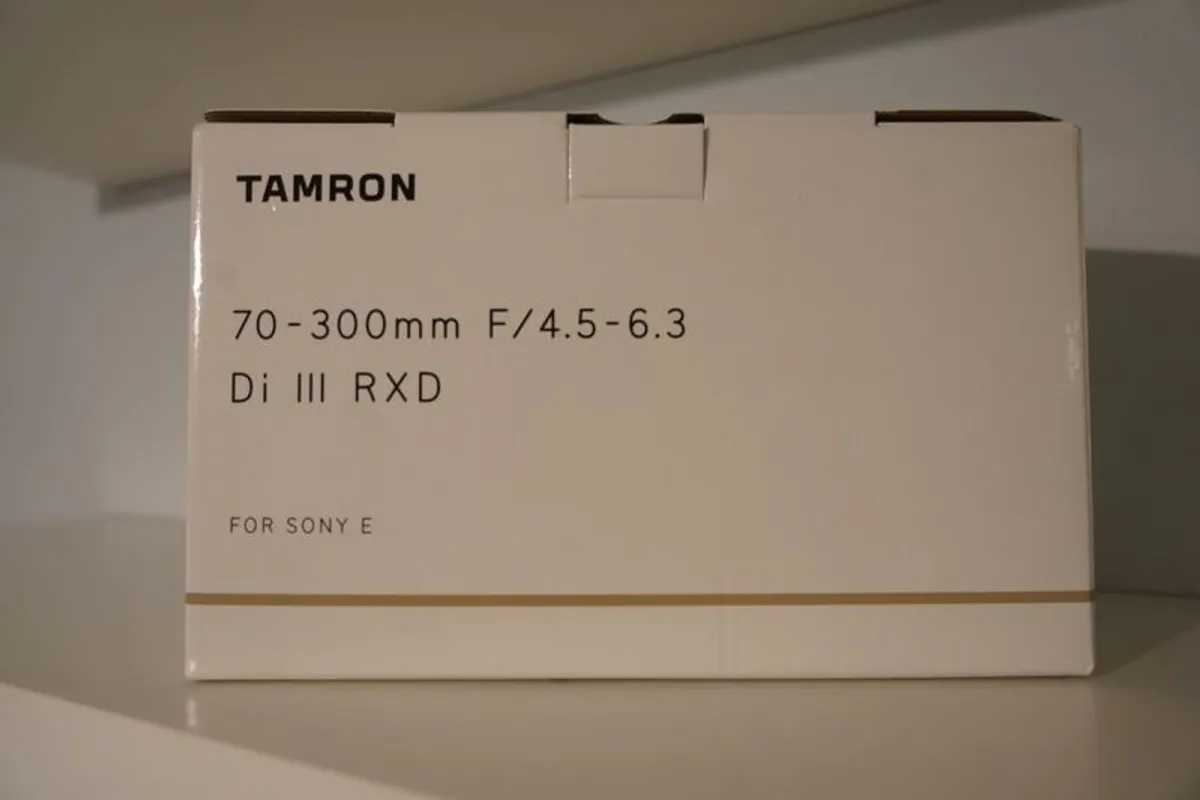 TAMRON
70-300mm F/4.5-6.3
Di III RXD
FOR SONY E